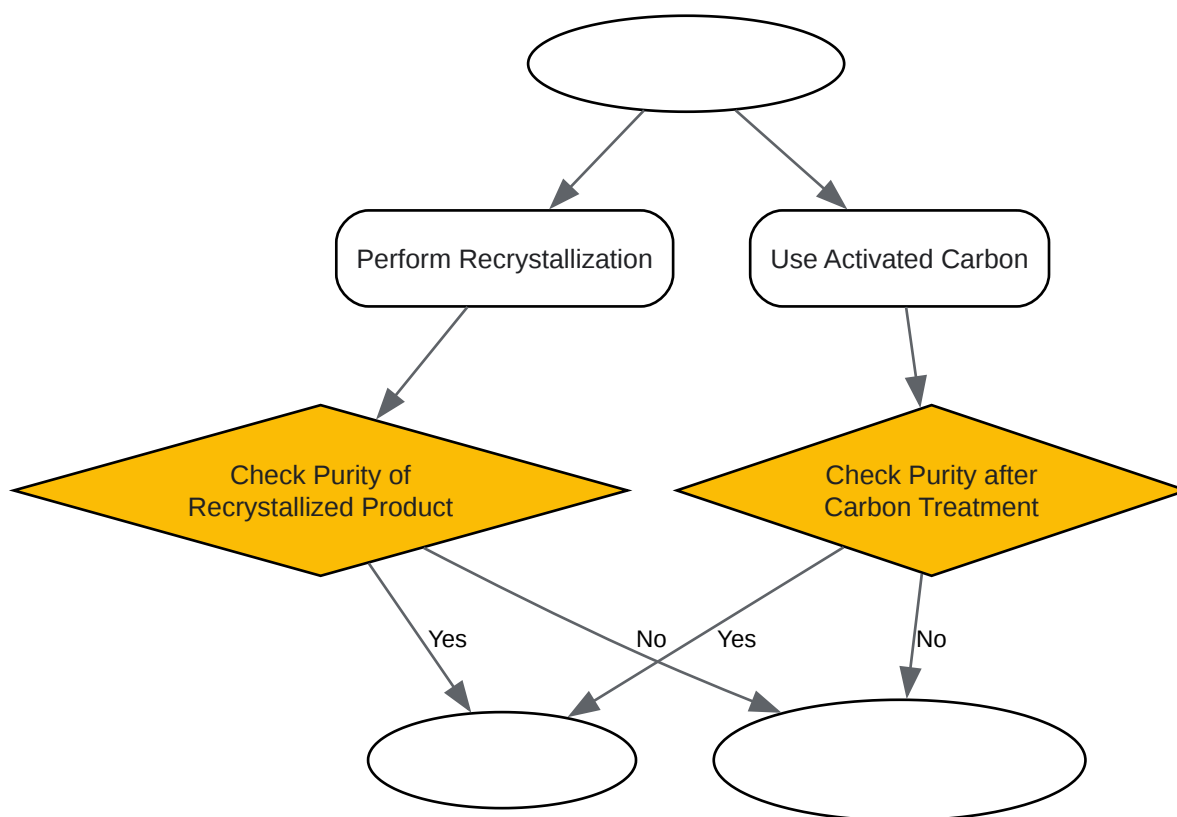 Perform Recrystallization
Use Activated Carbon
Check Purity of
Recrystallized Product
Check Purity after
Carbon Treatment
Yes
No
Yes
No